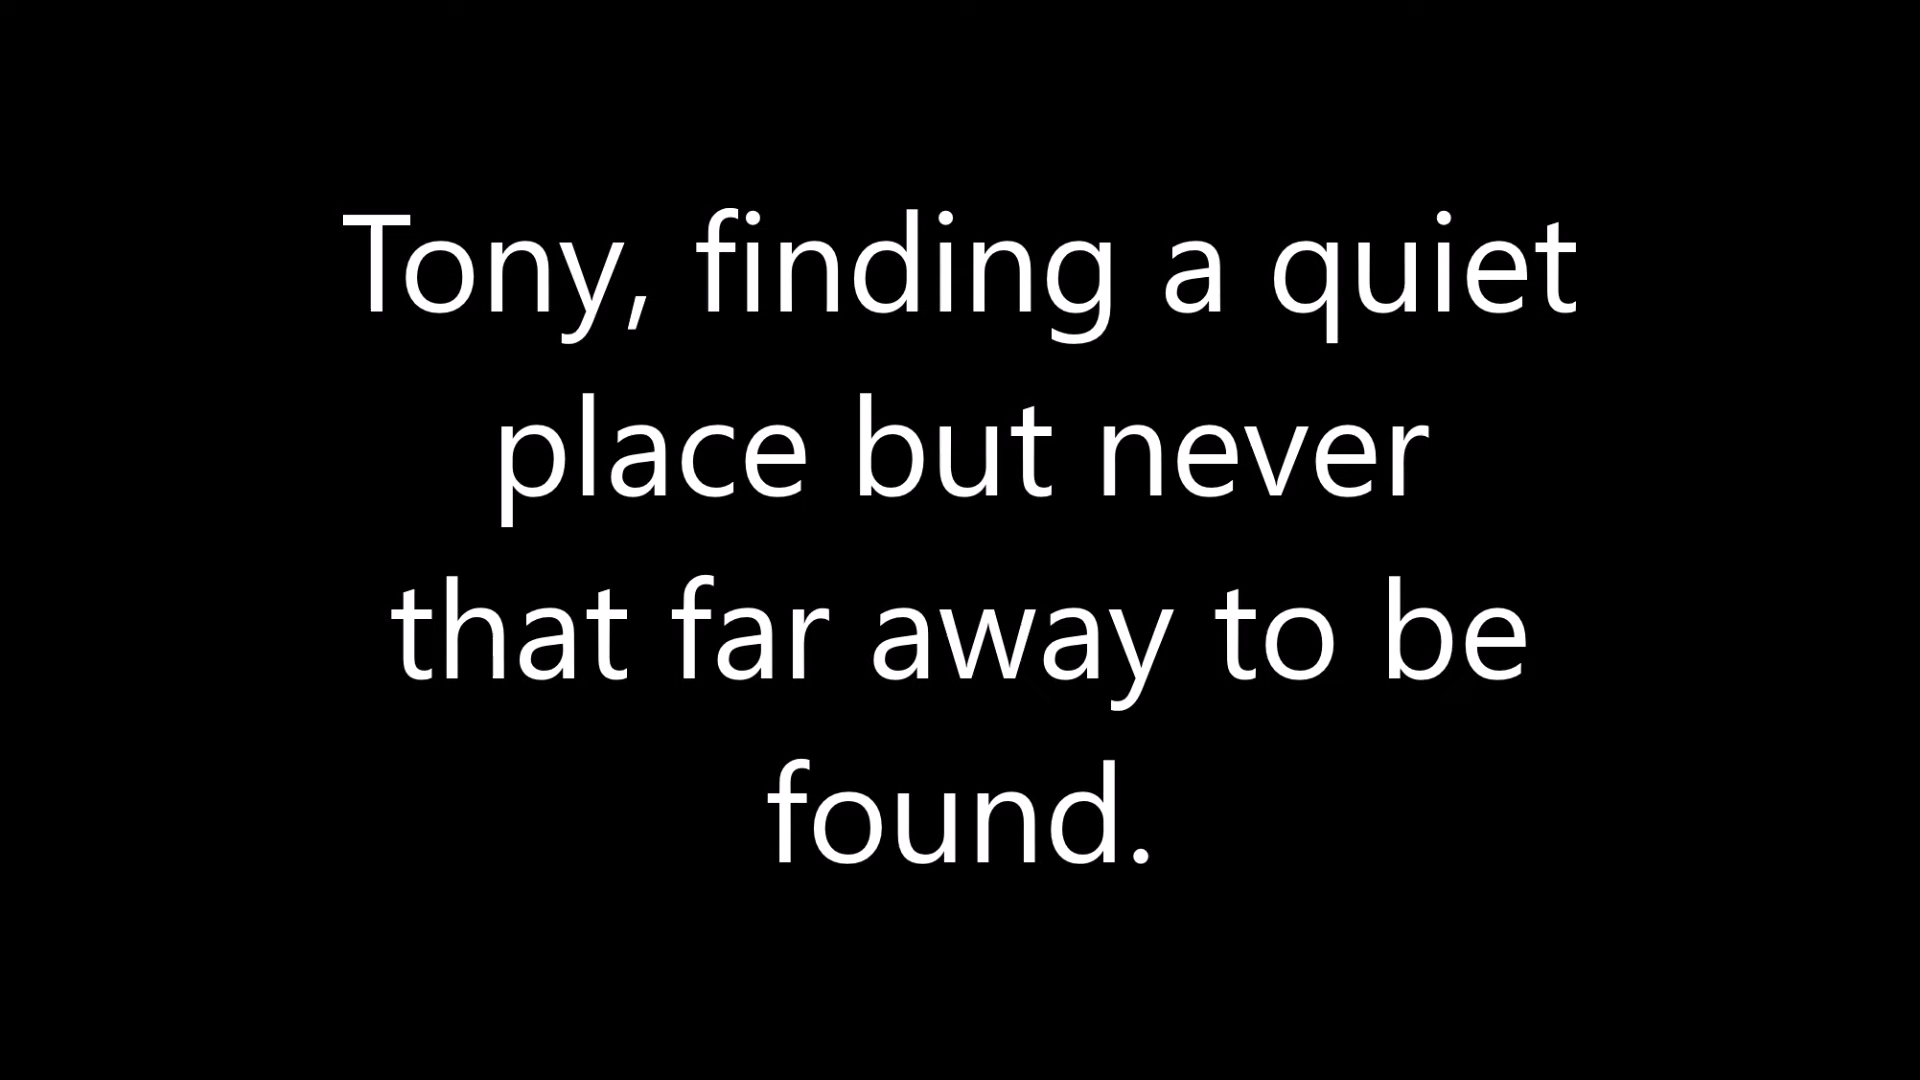 Tony, finding a quiet
place but never
that far away to be
found.